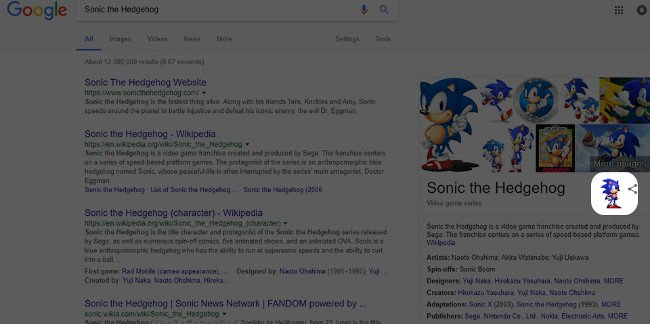 Google
Sonic the Hedgehog
All Images Videos News More Settings Tools
About 12,500,000 results (0.67 seconds)
Sonic The Hedgehog Website
https://www.sonicthehedgehog.com/
Sonic the Hedgehog is the fastest thing alive. Along with his friends Tails, Knuckles and Amy, Sonic
speeds around the planet to battle injustice and defeat his iconic enemy, the evil Dr. Eggman.
Sonic the Hedgehog - Wikipedia
https://en.wikipedia.org/wiki/Sonic_the_Hedgehog
Sonic the Hedgehog is a video game franchise created and produced by Sega. The franchise centers
on a series of speed-based platform games. The protagonist of the series is an anthropomorphic blue
hedgehog named Sonic, whose peaceful life is often interrupted by the series' main antagonist, Doctor
Eggman.
Sonic the Hedgehog · List of Sonic the Hedgehog ... · Sonic the Hedgehog (2006
Sonic the Hedgehog (character) - Wikipedia
https://en.wikipedia.org/wiki/Sonic_the_Hedgehog_(character)
Sonic the Hedgehog is the title character and protagonist of the Sonic the Hedgehog series released
by Sega, as well as numerous spin-off comics, five animated shows, and an animated OVA. Sonic is a
blue anthropomorphic hedgehog who has the ability to run at supersonic speeds and the ability to curl
into a ball, ...
First game: Rad Mobile (cameo appearance) ... Designed by: Naoto Ohshima (1991–1997), Yuji ...
Created by: Yuji Naka, Naoto Ohshima, Hiroka...
Sonic the Hedgehog | Sonic News Network | FANDOM powered by ...
sonic.wikia.com/wiki/Sonic_the_Hedgehog
More images
Sonic the Hedgehog
Video game series
Sonic the Hedgehog is a video game franchise created and produced by
Sega. The franchise centers on a series of speed-based platform games.
Wikipedia
Artists: Naoto Ohshima, Akira Watanabe, Yuji Uekawa
Spin-offs: Sonic Boom
Designers: Yuji Naka, Hirokazu Yasuhara, Naoto Ohshima, MORE
Creators: Hirokazu Yasuhara, Yuji Naka, Naoto Ohshima
Adaptations: Sonic X (2003), Sonic the Hedgehog (1993), MORE
Publishers: Sega, Nintendo Co., Ltd., Nokia, Electronic Arts, MORE